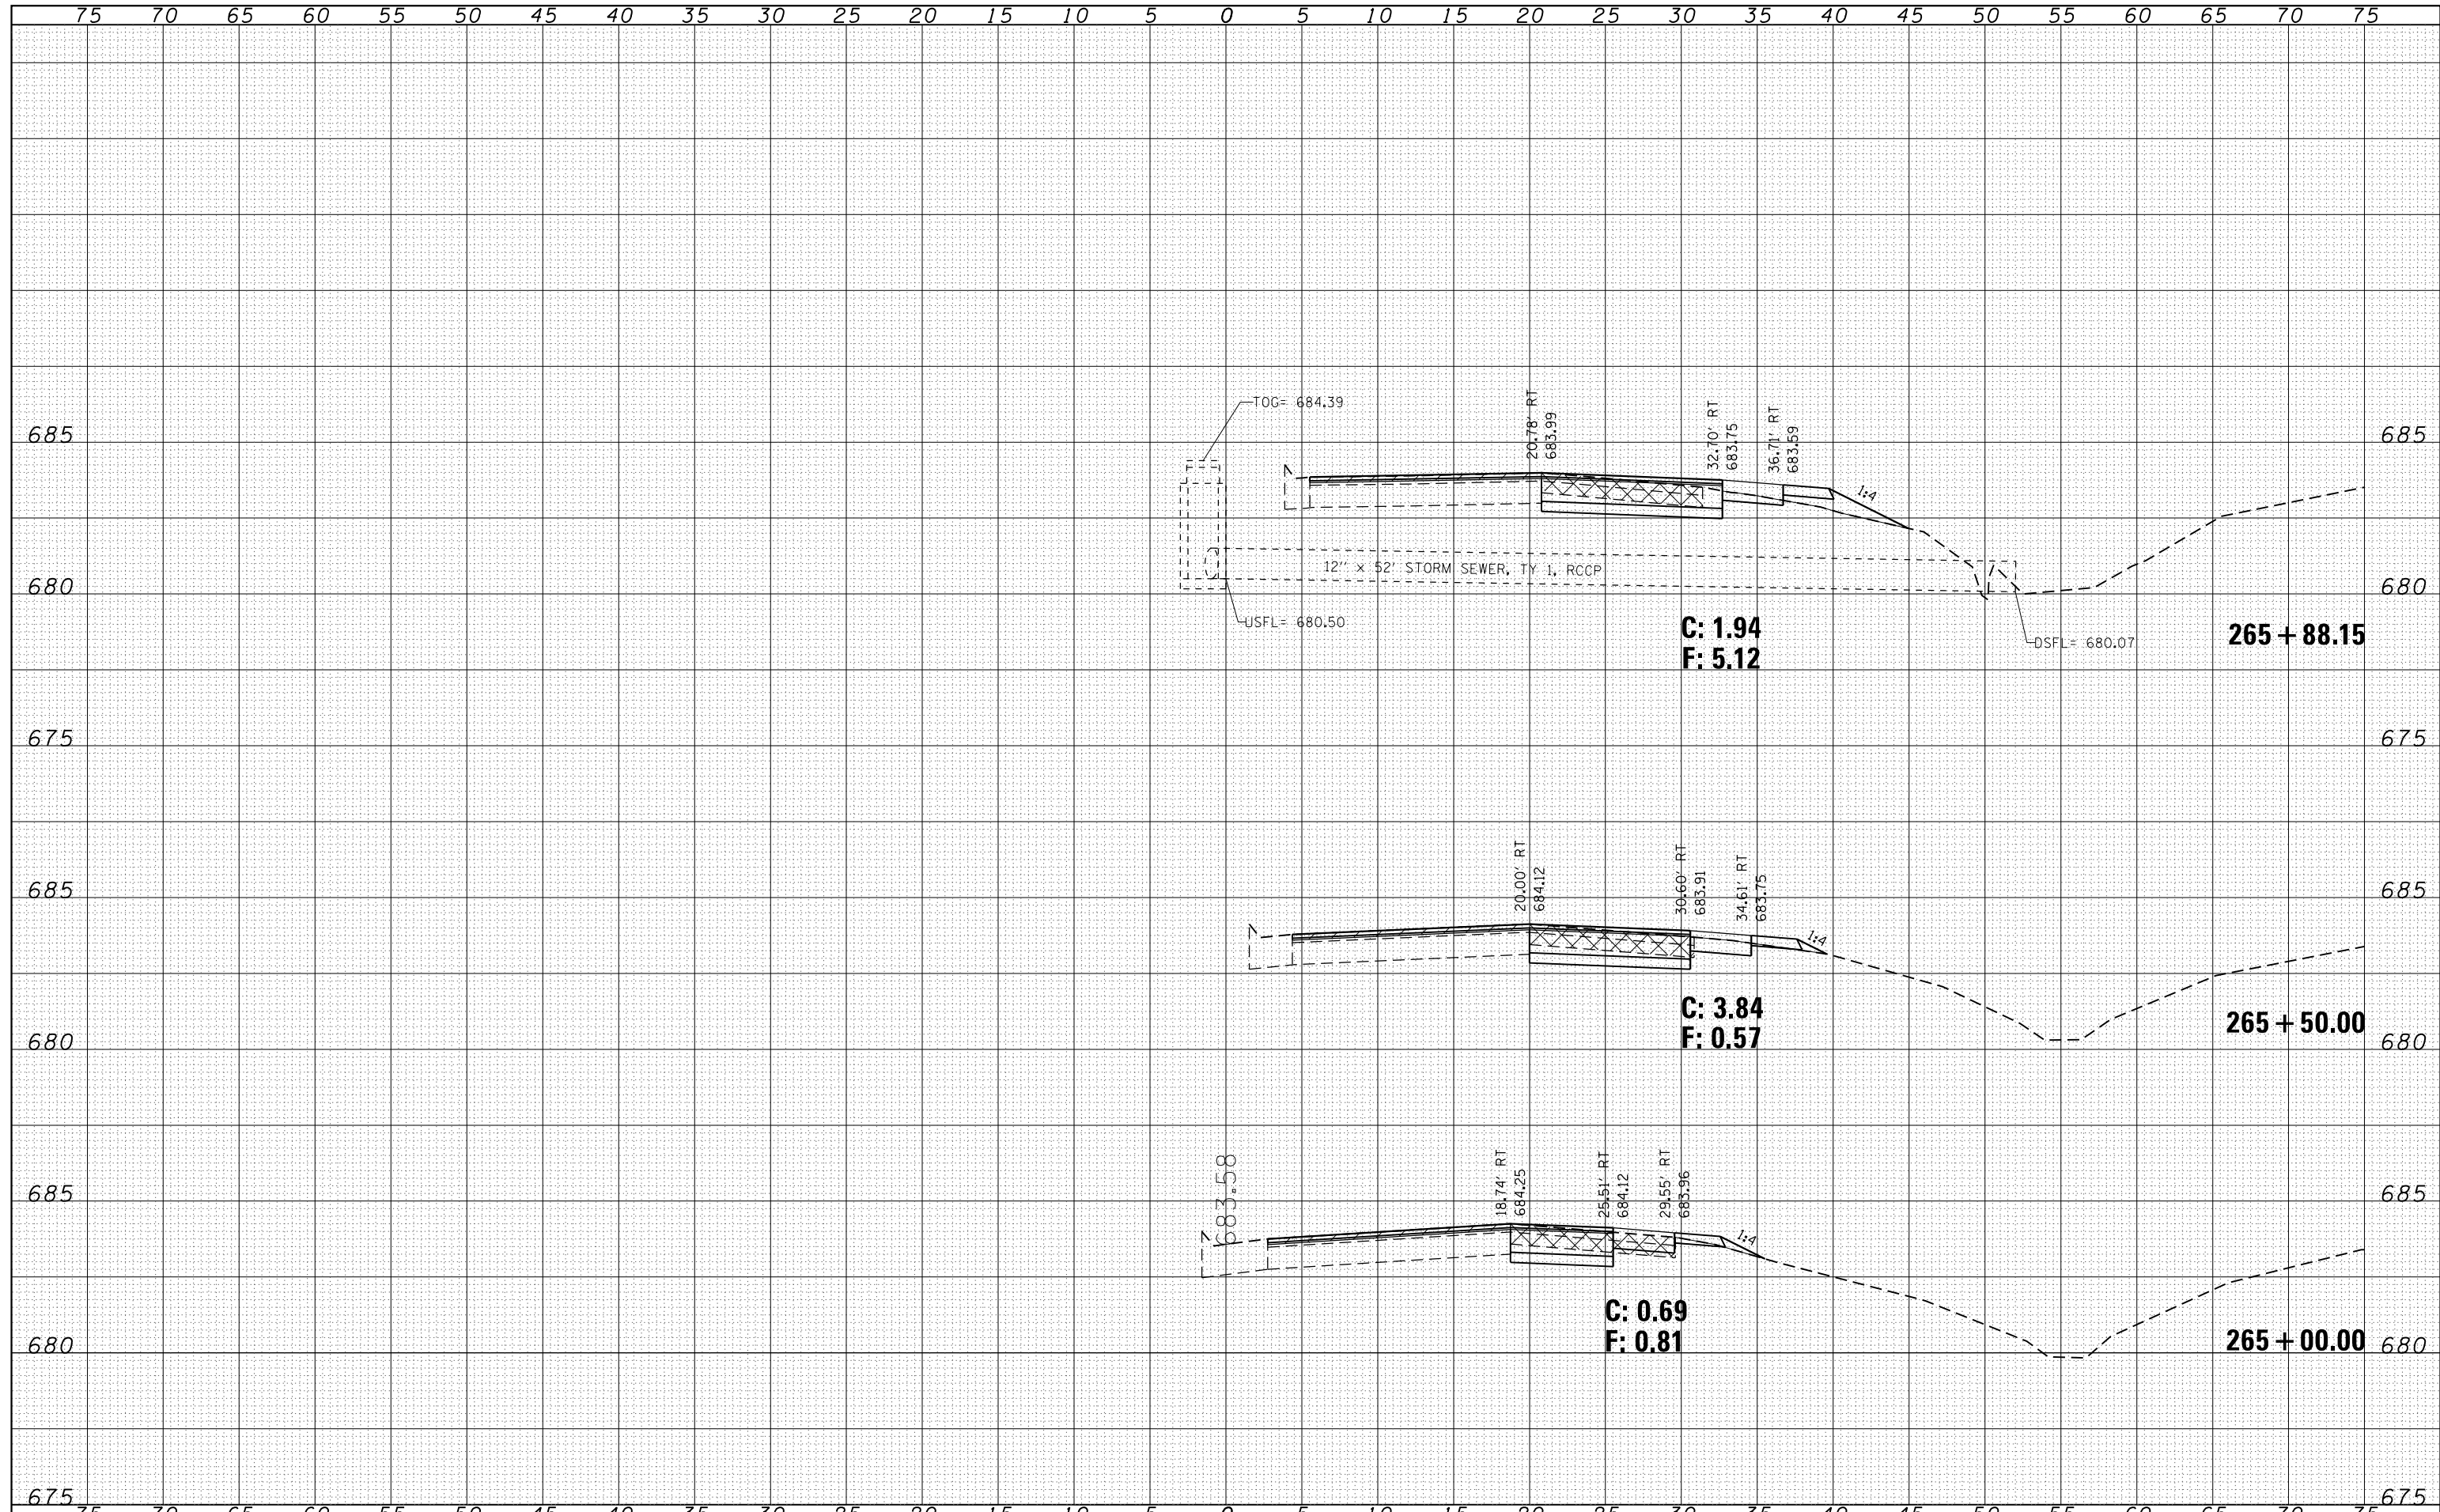 75 70 65 60 55 50 45 40 35 30 25 20 15 10 5 0 5 10 15 20 25 30 35 40 45 50 55 60 65 70 75
TOG= 684.39
20.78' RT
683.99
32.70' RT
683.75
36.71' RT
683.59
685 685
1:4
12'' x 52' STORM SEWER, TY 1, RCCP
680 680
USFL= 680.50
C: 1.94
F: 5.12
DSFL= 680.07
265+88.15
675 675
20.00' RT
684.12
30.60' RT
683.91
34.61' RT
683.75
685 685
1:4
C: 3.84
F: 0.57
265+50.00
680 680
683.58
18.74' RT
684.25
25.51' RT
684.12
29.55' RT
683.96
685 685
1:4
C: 0.69
F: 0.81
265+00.00
680 680
675 675
75 70 65 60 55 50 45 40 35 30 25 20 15 10 5 0 5 10 15 20 25 30 35 40 45 50 55 60 65 70 75